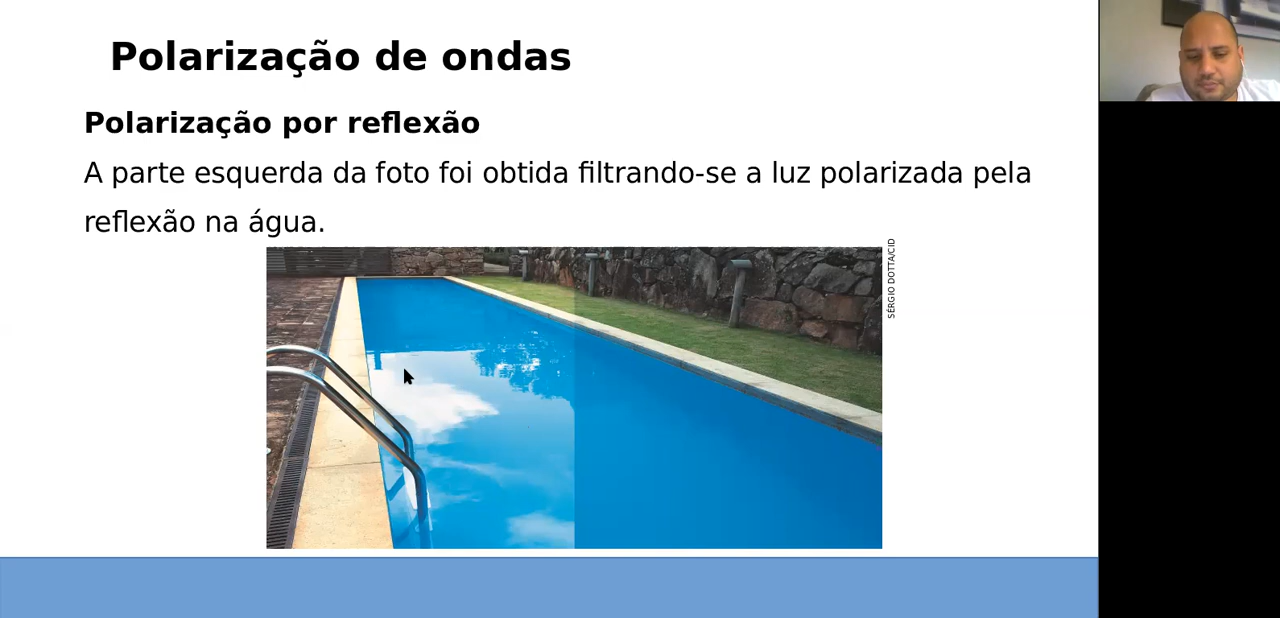 Polarização de ondas
Polarização por reflexão
A parte esquerda da foto foi obtida filtrando-se a luz polarizada pela
reflexão na água.
SÉRGIO DOTTA/CID